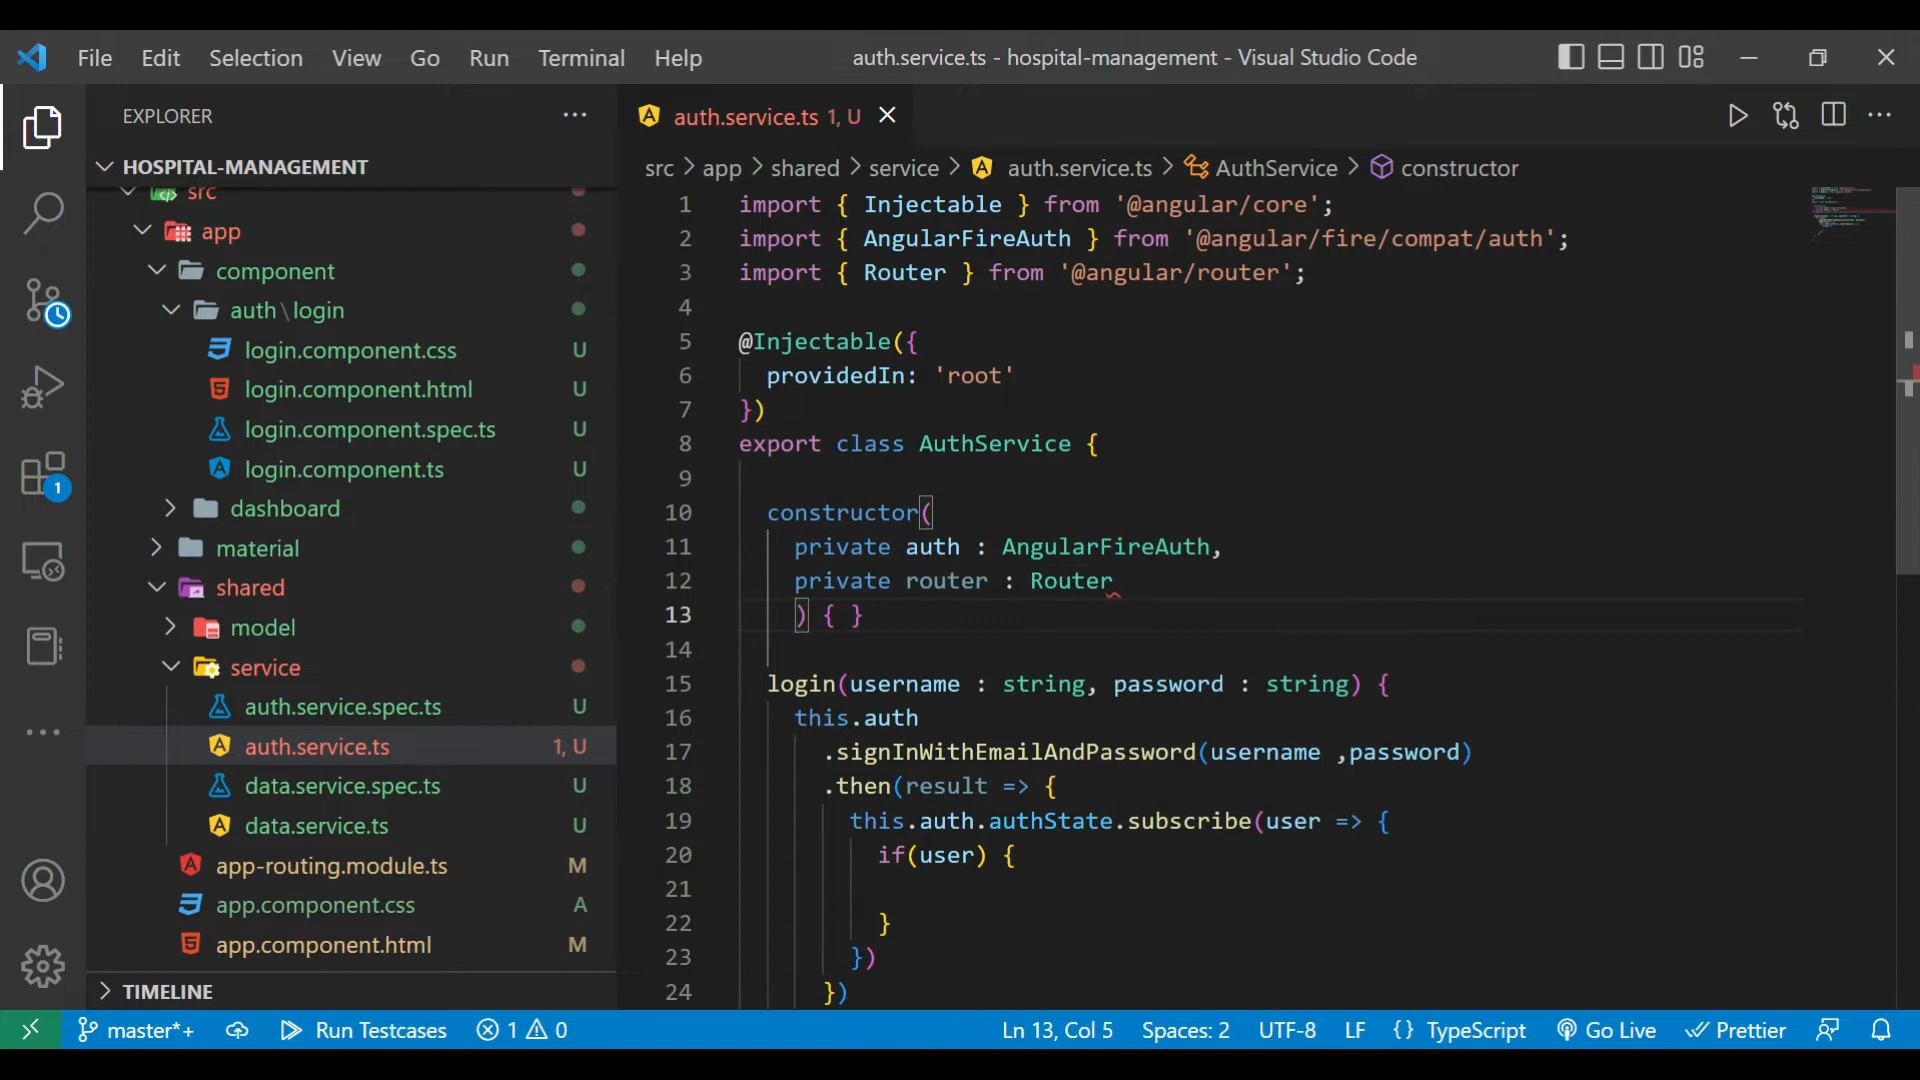 File Edit Selection View Go Run Terminal Help
auth.service.ts - hospital-management - Visual Studio Code
EXPLORER
HOSPITAL-MANAGEMENT
src
app
component
auth\login
login.component.css U
login.component.html U
login.component.spec.ts U
login.component.ts U
dashboard
material
shared
model
service
auth.service.spec.ts U
auth.service.ts 1, U
data.service.spec.ts U
data.service.ts U
app-routing.module.ts M
app.component.css A
app.component.html M
TIMELINE
1
auth.service.ts 1, U
src > app > shared > service > auth.service.ts > AuthService > constructor
1 import { Injectable } from '@angular/core';
2 import { AngularFireAuth } from '@angular/fire/compat/auth';
3 import { Router } from '@angular/router';
4
5 @Injectable({
6 providedIn: 'root'
7 })
8 export class AuthService {
9
10 constructor(
11 private auth : AngularFireAuth,
12 private router : Router
13 ) { }
14
15 login(username : string, password : string) {
16 this.auth
17 .signInWithEmailAndPassword(username ,password)
18 .then(result => {
19 this.auth.authState.subscribe(user => {
20 if(user) {
21
22 }
23 })
24 })
master*+ Run Testcases 1 0 Ln 13, Col 5 Spaces: 2 UTF-8 LF {} TypeScript Go Live Prettier